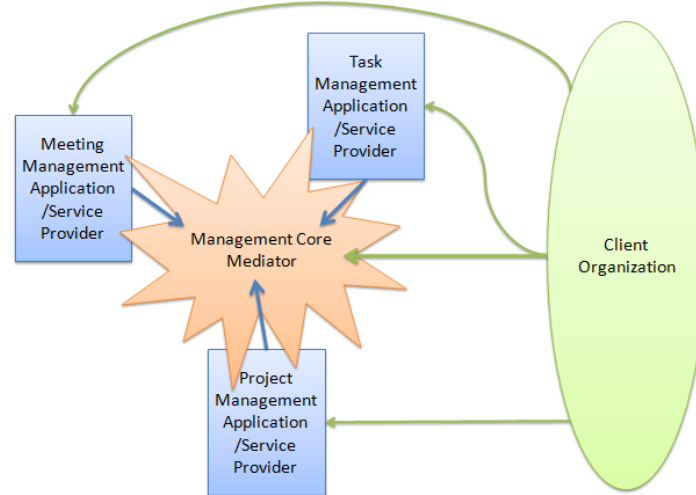 Task
Management
Application
/Service
Provider
Meeting
Management
Application
/Service
Provider
Management Core
Mediator
Client
Organization
Project
Management
Application
/Service
Provider